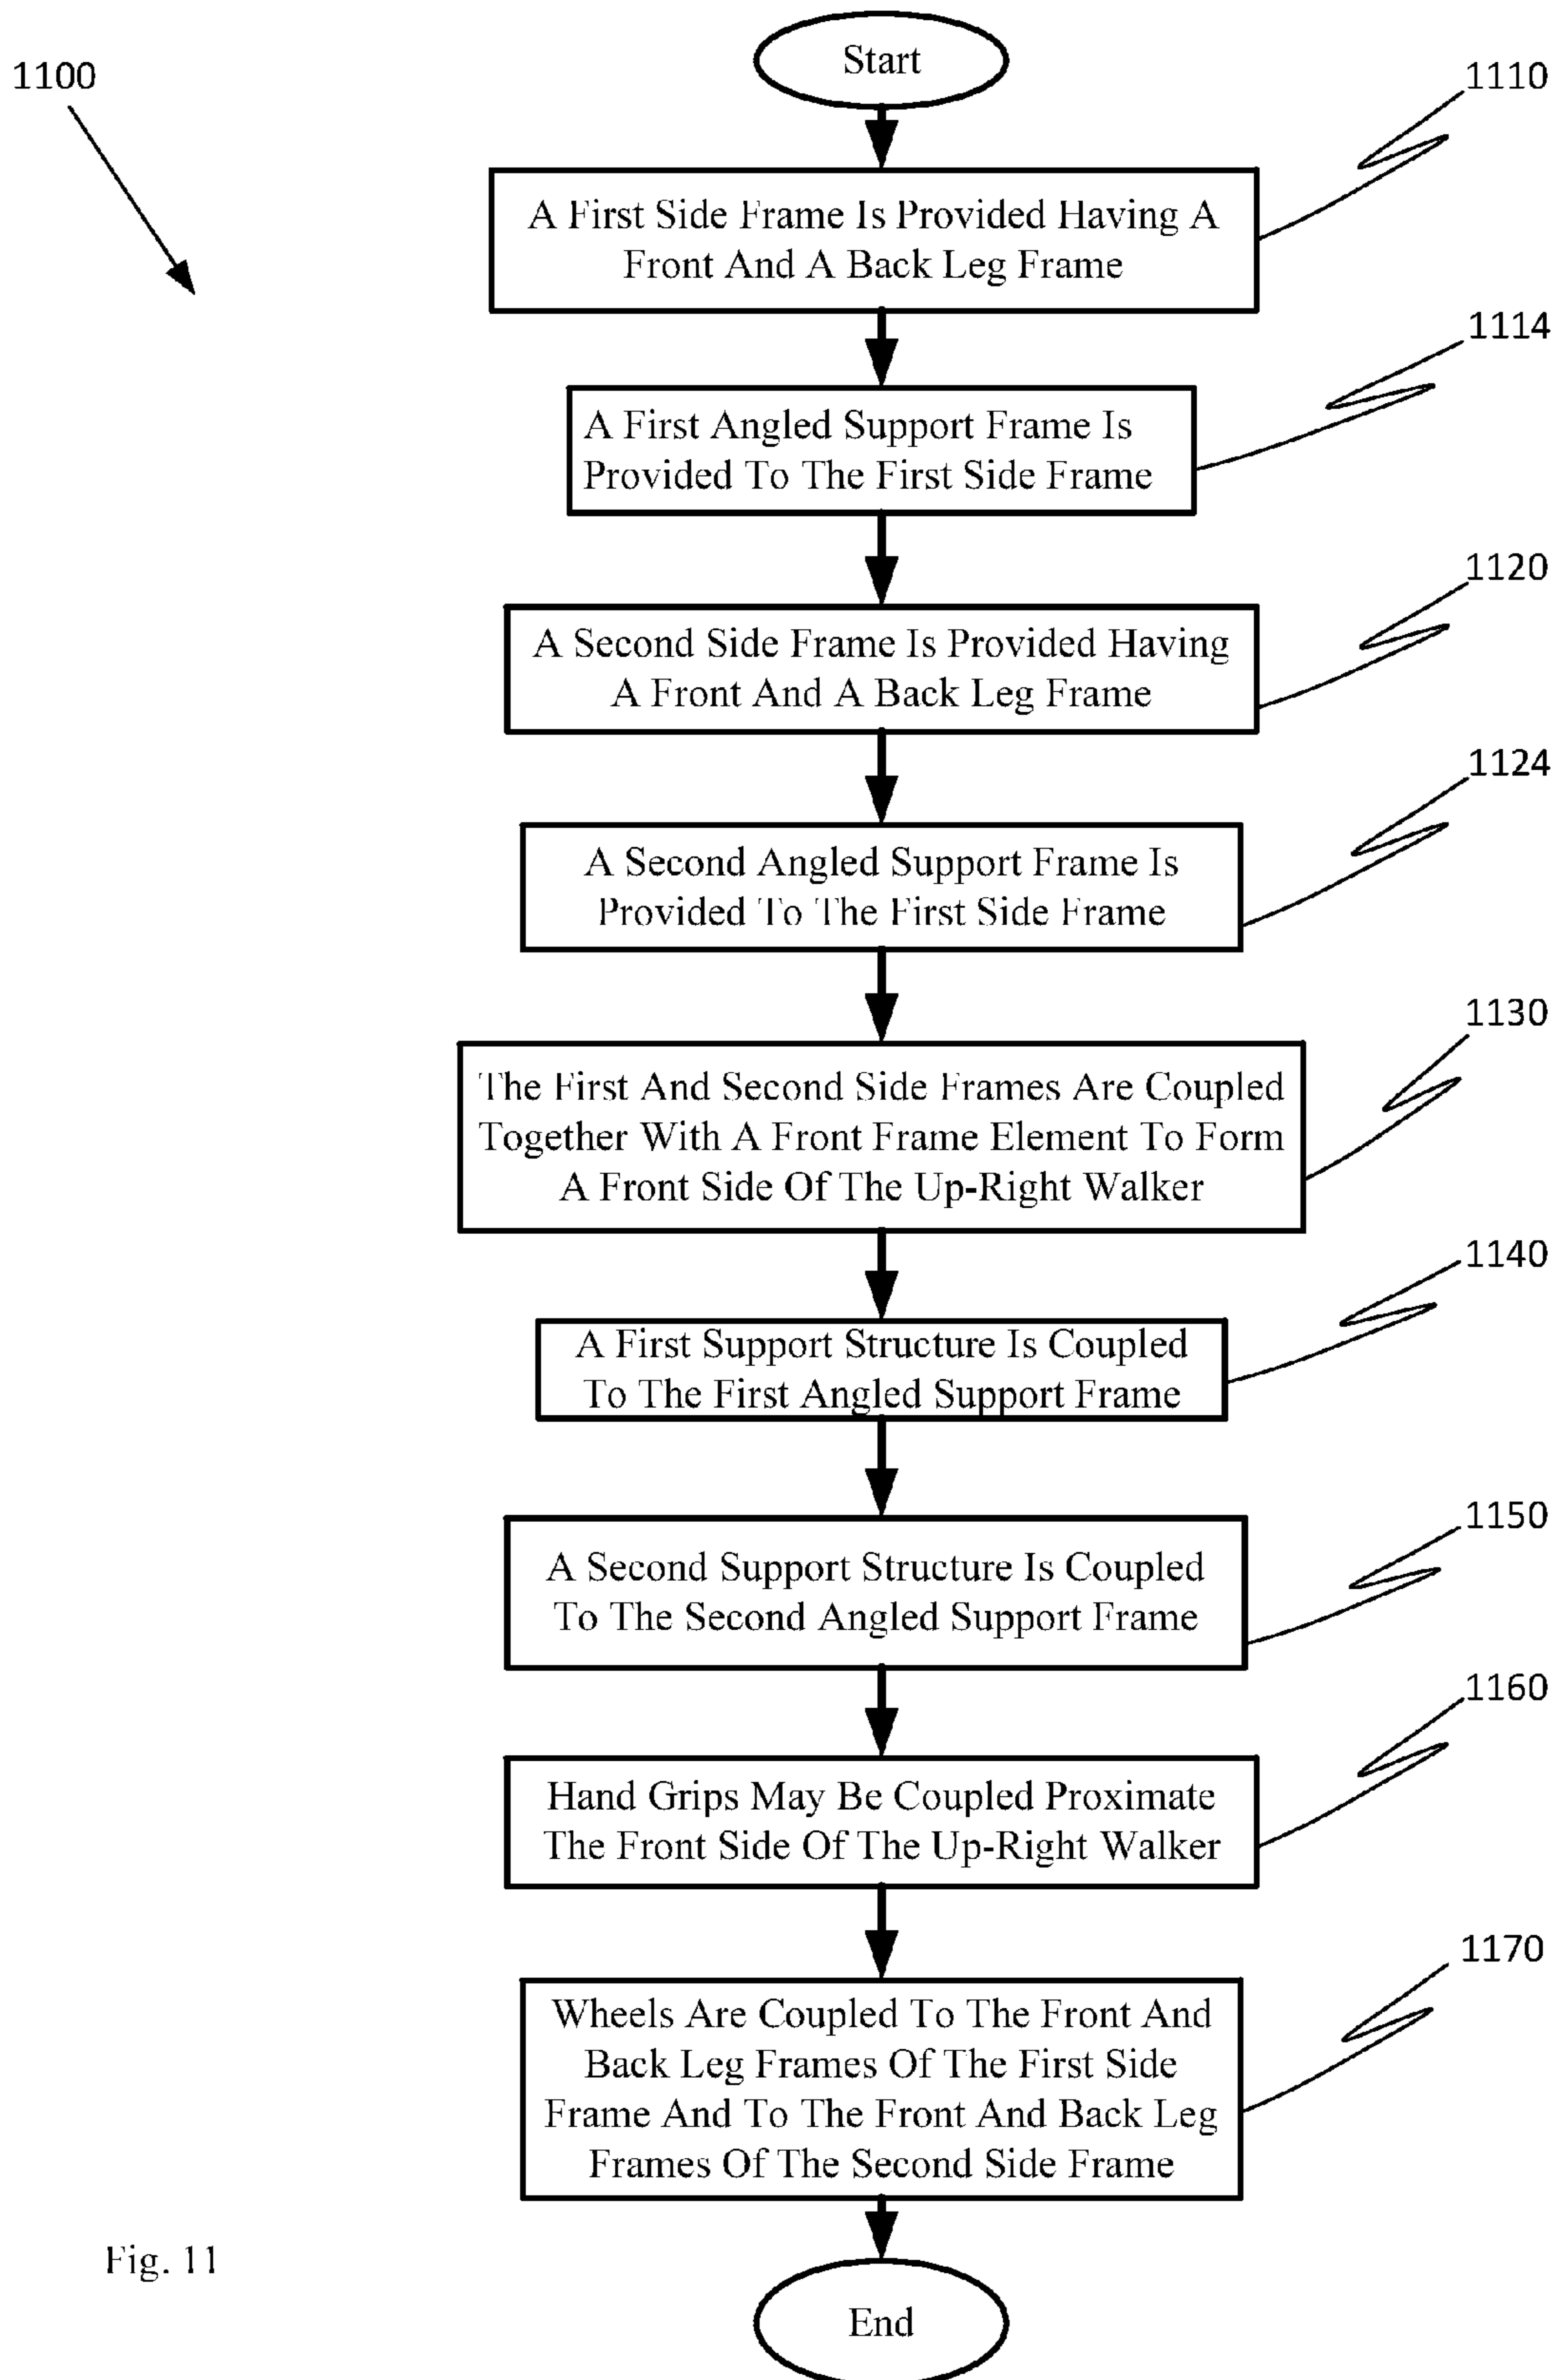 Start
1100
1110
A First Side Frame Is Provided Having A
Front And A Back Leg Frame
1114
A First Angled Support Frame Is
Provided To The First Side Frame
1120
A Second Side Frame Is Provided Having
A Front And A Back Leg Frame
1124
A Second Angled Support Frame Is
Provided To The First Side Frame
1130
The First And Second Side Frames Are Coupled
Together With A Front Frame Element To Form
A Front Side Of The Up-Right Walker
1140
A First Support Structure Is Coupled
To The First Angled Support Frame
1150
A Second Support Structure Is Coupled
To The Second Angled Support Frame
1160
Hand Grips May Be Coupled Proximate
The Front Side Of The Up-Right Walker
1170
Wheels Are Coupled To The Front And
Back Leg Frames Of The First Side
Frame And To The Front And Back Leg
Frames Of The Second Side Frame
Fig. 11
End